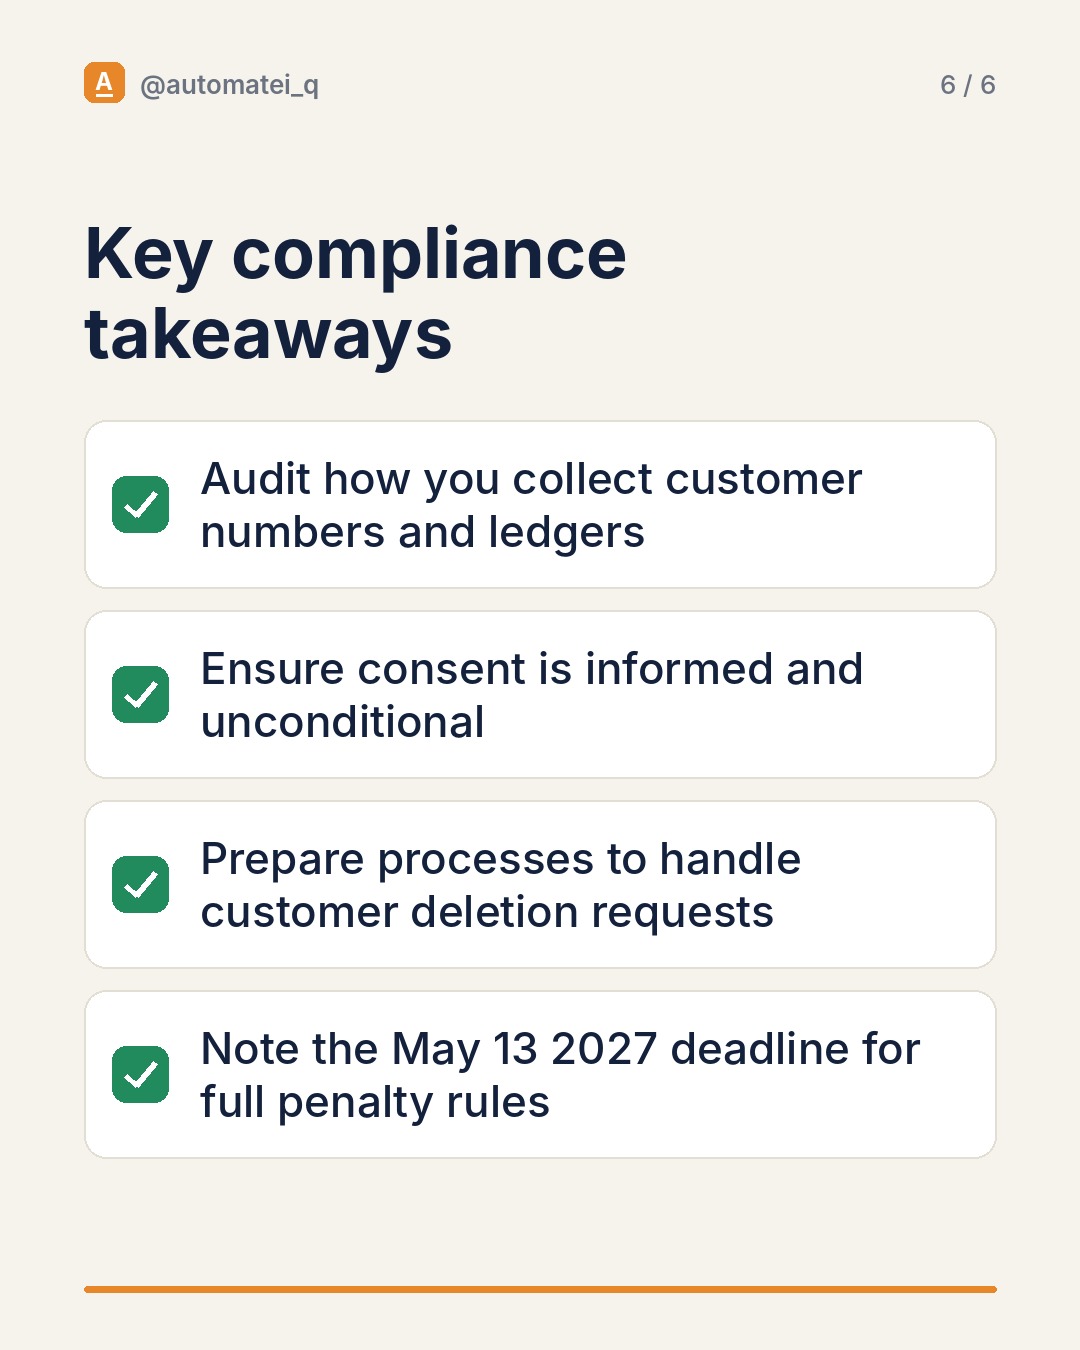 A @automatei_q
6 / 6
Key compliance
takeaways
Audit how you collect customer
numbers and ledgers
Ensure consent is informed and
unconditional
Prepare processes to handle
customer deletion requests
Note the May 13 2027 deadline for
full penalty rules